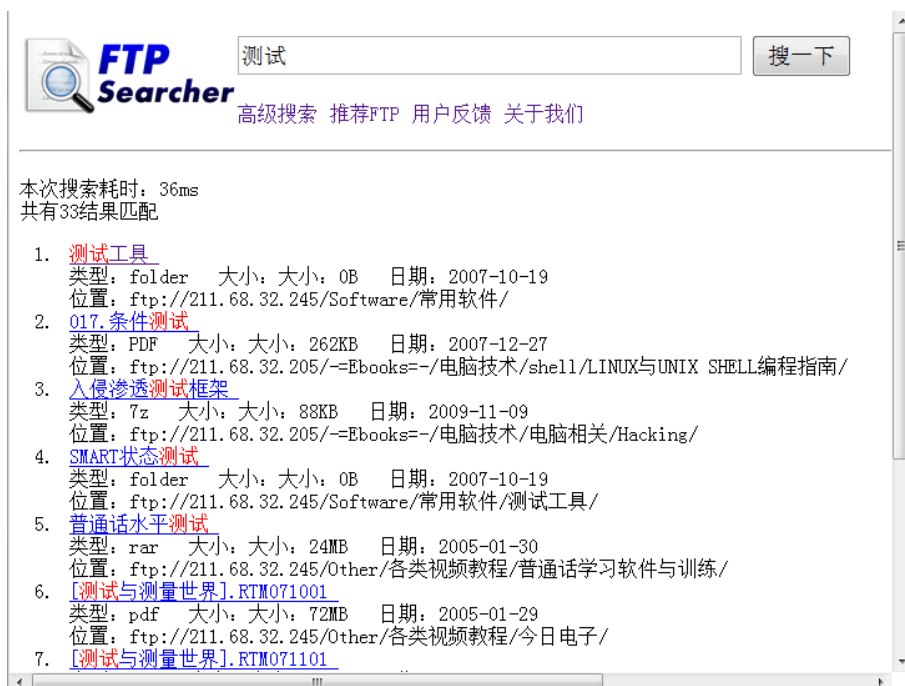 FTP
Searcher
测试
搜一下
高级搜索 推荐FTP 用户反馈 关于我们
本次搜索耗时: 36ms
共有33结果匹配
1. 测试工具
类型: folder 大小: 大小: 0B 日期: 2007-10-19
位置: ftp://211.68.32.245/Software/常用软件/
2. 017.条件测试
类型: PDF 大小: 大小: 262KB 日期: 2007-12-27
位置: ftp://211.68.32.205/-=Ebooks=-/电脑技术/shell/LINUX与UNIX SHELL编程指南/
3. 入侵渗透测试框架
类型: 7z 大小: 大小: 88KB 日期: 2009-11-09
位置: ftp://211.68.32.205/-=Ebooks=-/电脑技术/电脑相关/Hacking/
4. SMART状态测试
类型: folder 大小: 大小: 0B 日期: 2007-10-19
位置: ftp://211.68.32.245/Software/常用软件/测试工具/
5. 普通话水平测试
类型: rar 大小: 大小: 24MB 日期: 2005-01-30
位置: ftp://211.68.32.245/Other/各类视频教程/普通话学习软件与训练/
6. [测试与测量世界].RTM071001
类型: pdf 大小: 大小: 72MB 日期: 2005-01-29
位置: ftp://211.68.32.245/Other/各类视频教程/今日电子/
7. [测试与测量世界].RTM071101